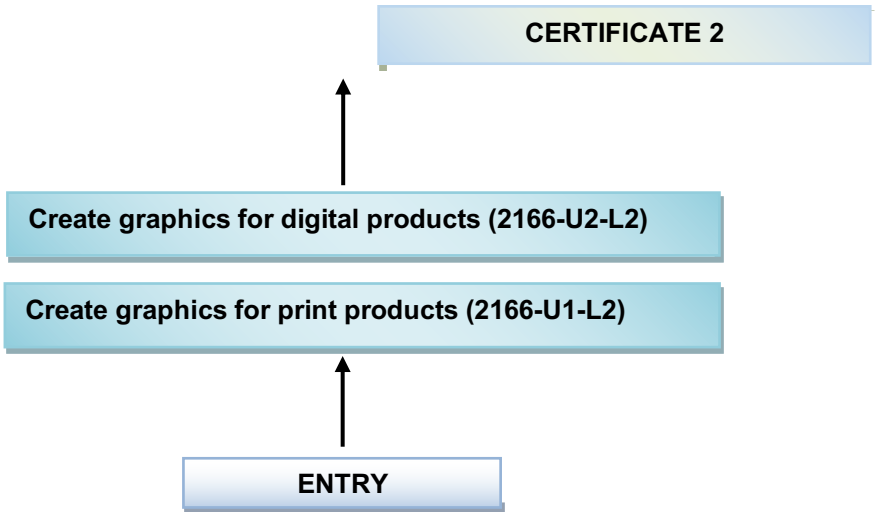 CERTIFICATE 2
Create graphics for digital products (2166-U2-L2)
Create graphics for print products (2166-U1-L2)
ENTRY